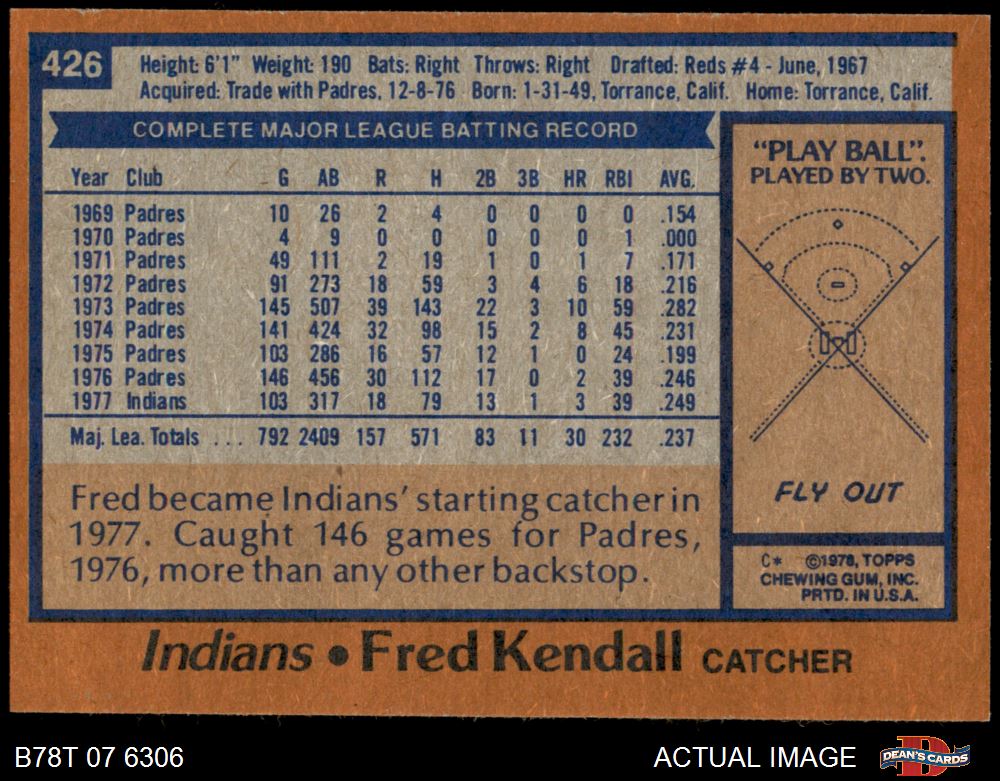 426
Height: 6'1" Weight: 190 Bats: Right Throws: Right Drafted: Reds #4 - June, 1967
Acquired: Trade with Padres, 12-8-76 Born: 1-31-49, Torrance, Calif. Home: Torrance, Calif.
COMPLETE MAJOR LEAGUE BATTING RECORD
Year Club G AB R H 2B 3B HR RBI AVG.
1969 Padres 10 26 2 4 0 0 0 0 .154
1970 Padres 4 9 0 0 0 0 0 1 .000
1971 Padres 49 111 2 19 1 0 1 7 .171
1972 Padres 91 273 18 59 3 4 6 18 .216
1973 Padres 145 507 39 143 22 3 10 59 .282
1974 Padres 141 424 32 98 15 2 8 45 .231
1975 Padres 103 286 16 57 12 1 0 24 .199
1976 Padres 146 456 30 112 17 0 2 39 .246
1977 Indians 103 317 18 79 13 1 3 39 .249
Maj. Lea. Totals ... 792 2409 157 571 83 11 30 232 .237
Fred became Indians' starting catcher in
1977. Caught 146 games for Padres,
1976, more than any other backstop.
"PLAY BALL".
PLAYED BY TWO.
FLY OUT
C* ©1978, TOPPS
CHEWING GUM, INC.
PRTD. IN U.S.A.
Indians • Fred Kendall CATCHER
B78T 07 6306
ACTUAL IMAGE
DEAN'S CARDS